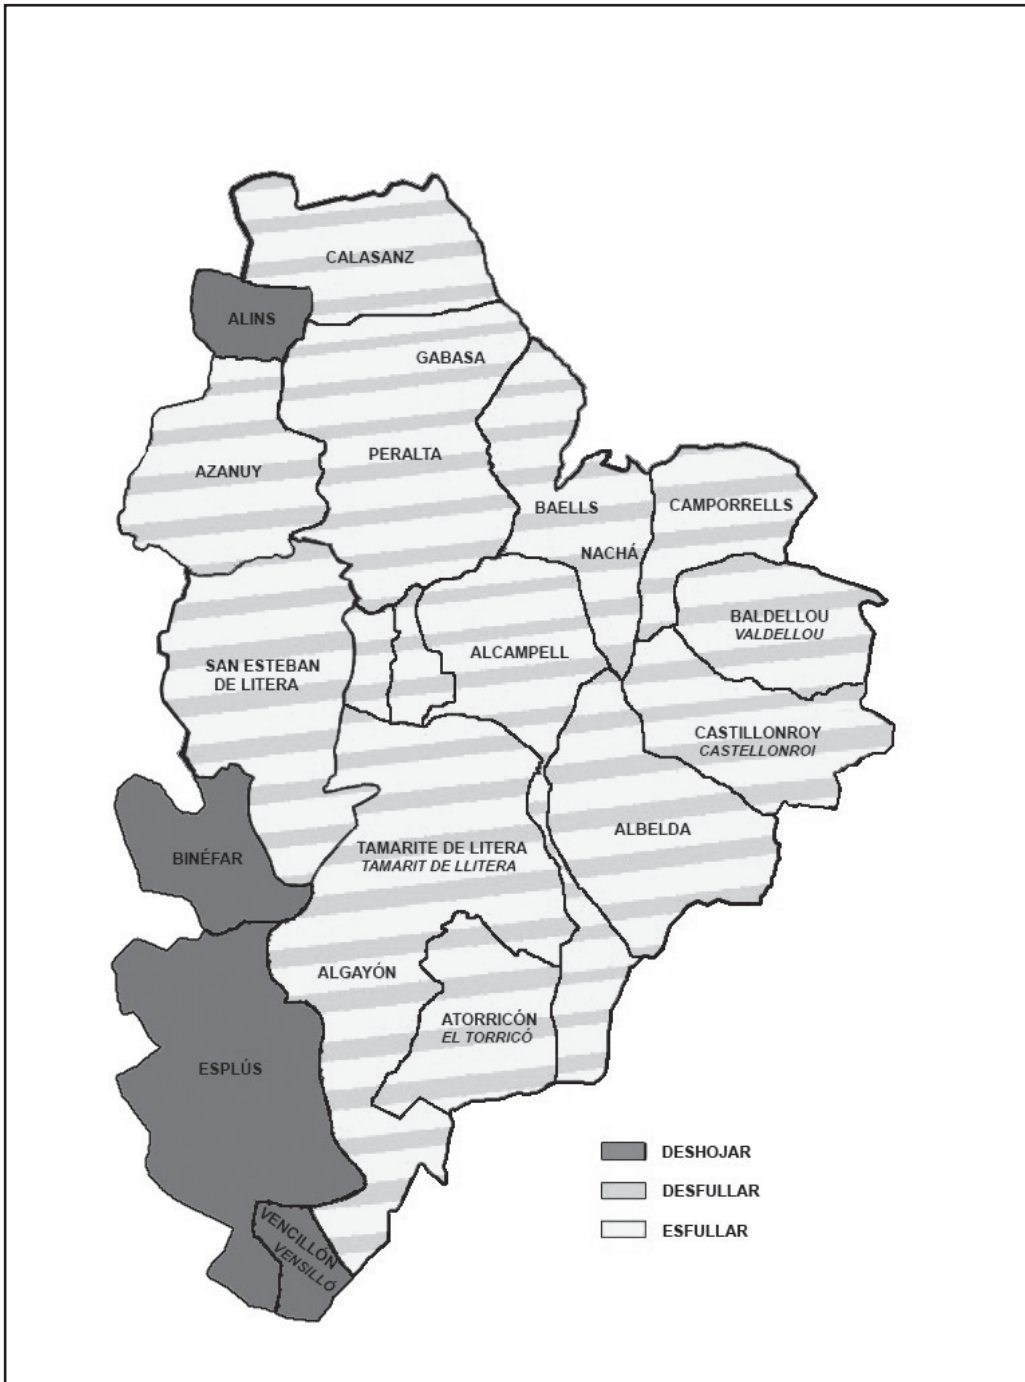 CALASANZ
ALINS
GABASA
PERALTA
AZANUY
BAELLS
CAMPORRELLS
NACHÁ
BALDELLOU
VALDELLOU
ALCAMPELL
SAN ESTEBAN
DE LITERA
CASTILLONROY
CASTELLONROI
ALBELDA
TAMARITE DE LITERA
TAMARIT DE LLITERA
BINÉFAR
ALGAYÓN
ATORRICÓN
EL TORRICÓ
ESPLÚS
VENCILLÓN
VENSILLÓ
DESHOJAR
DESFULLAR
ESFULLAR